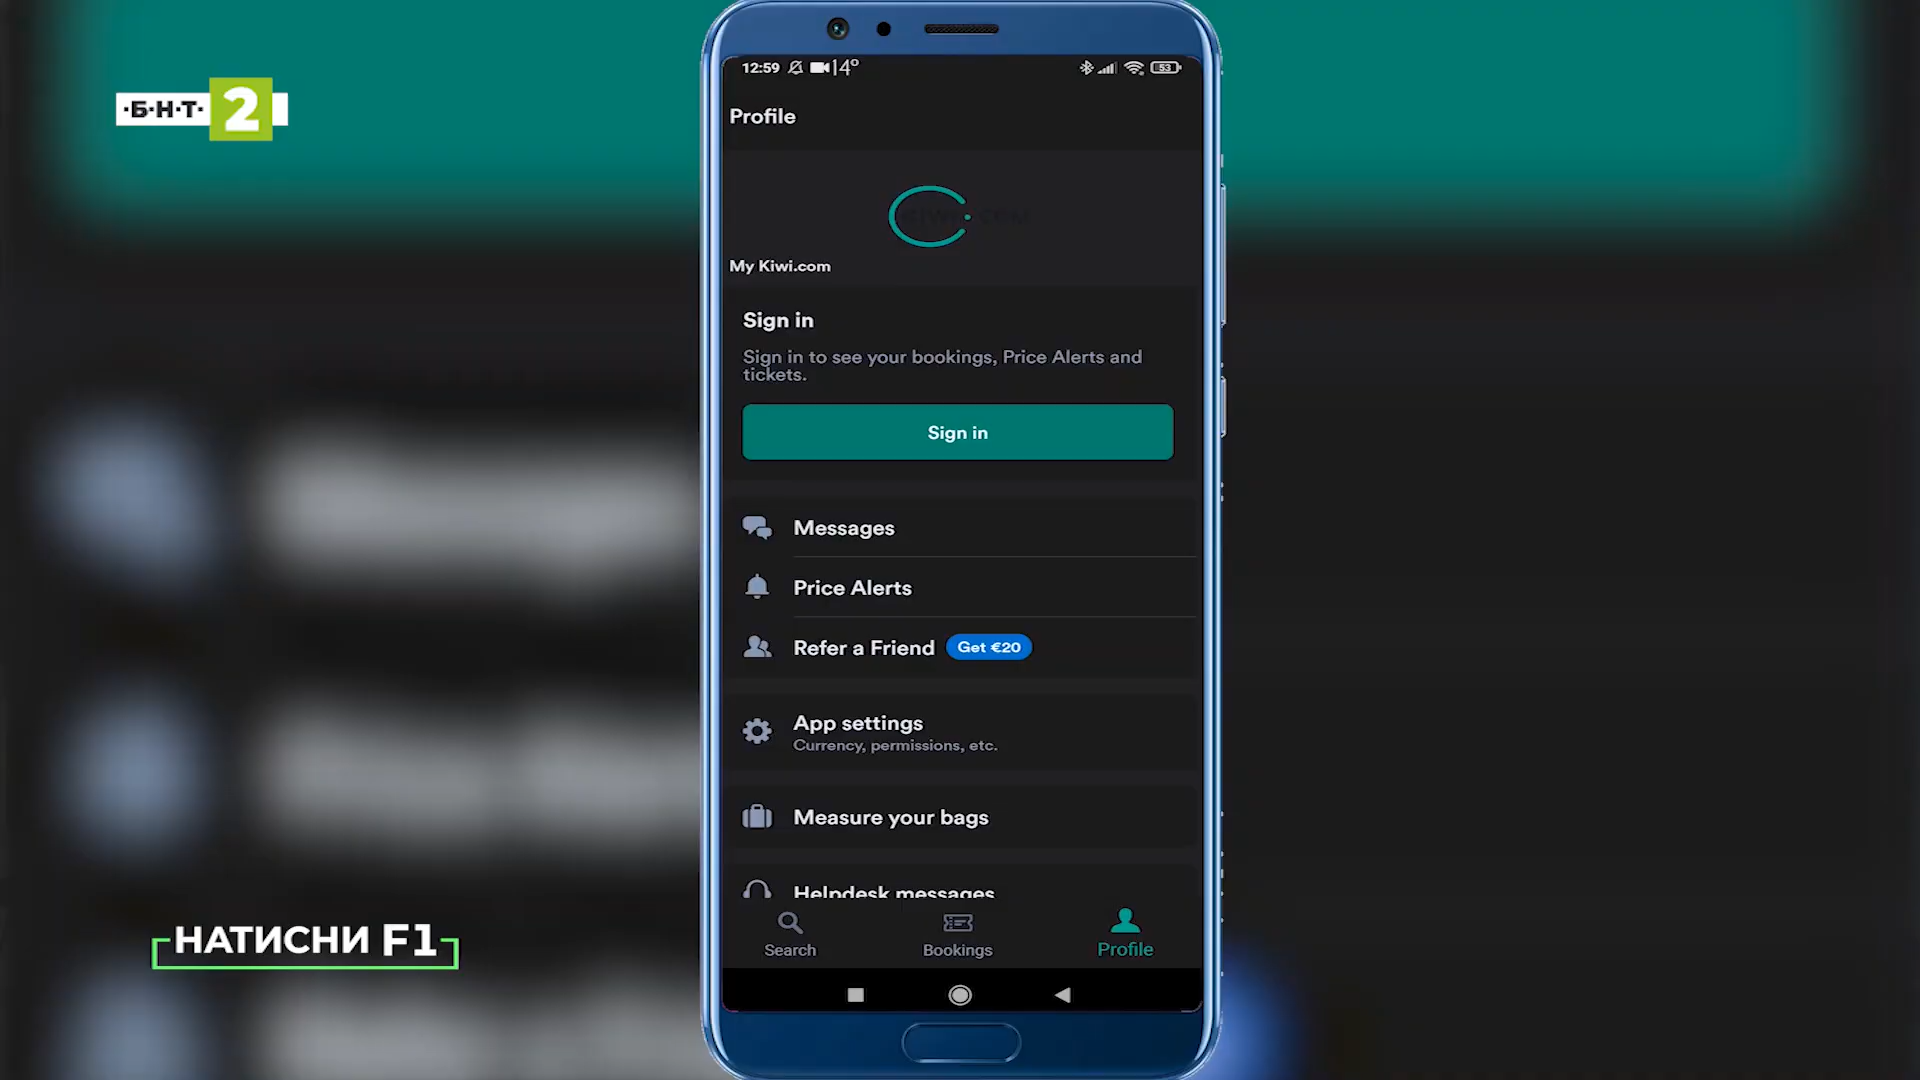 ·Б·Н·Т· 2
12:59 14°
53
Profile
My Kiwi.com
Sign in
Sign in to see your bookings, Price Alerts and
tickets.
Sign in
Messages
Price Alerts
Refer a Friend Get €20
App settings
Currency, permissions, etc.
Measure your bags
Helpdesk messages
Search Bookings Profile
НАТИСНИ F1